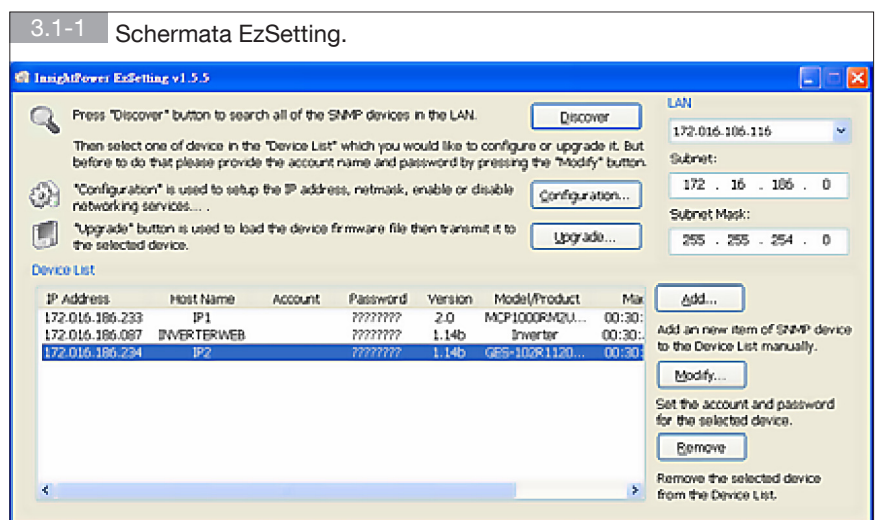 3.1-1 Schermata EzSetting.
InsightPower EzSetting v1.5.5
Press "Discover" button to search all of the SNMP devices in the LAN.
Discover
Then select one of device in the "Device List" which you would like to configure or upgrade it. But
before to do that please provide the account name and password by pressing the "Modify" button.
"Configuration" is used to setup the IP address, netmask, enable or disable
networking services... .
Configuration...
"Upgrade" button is used to load the device firmware file then transmit it to
the selected device.
Upgrade...
LAN
172.016.186.116
Subnet:
172 . 16 . 186 . 0
Subnet Mask:
255 . 255 . 254 . 0
Device List
IP Address Host Name Account Password Version Model/Product Mac
172.016.186.233 IP1 ???????? 2.0 MCP1000RM2U... 00:30:
172.016.186.087 INVERTERWEB ???????? 1.14b Inverter 00:30:
172.016.186.234 IP2 ???????? 1.14b GES-102R1120... 00:30:
Add...
Add an new item of SNMP device
to the Device List manually.
Modify...
Set the account and password
for the selected device.
Remove
Remove the selected device
from the Device List.